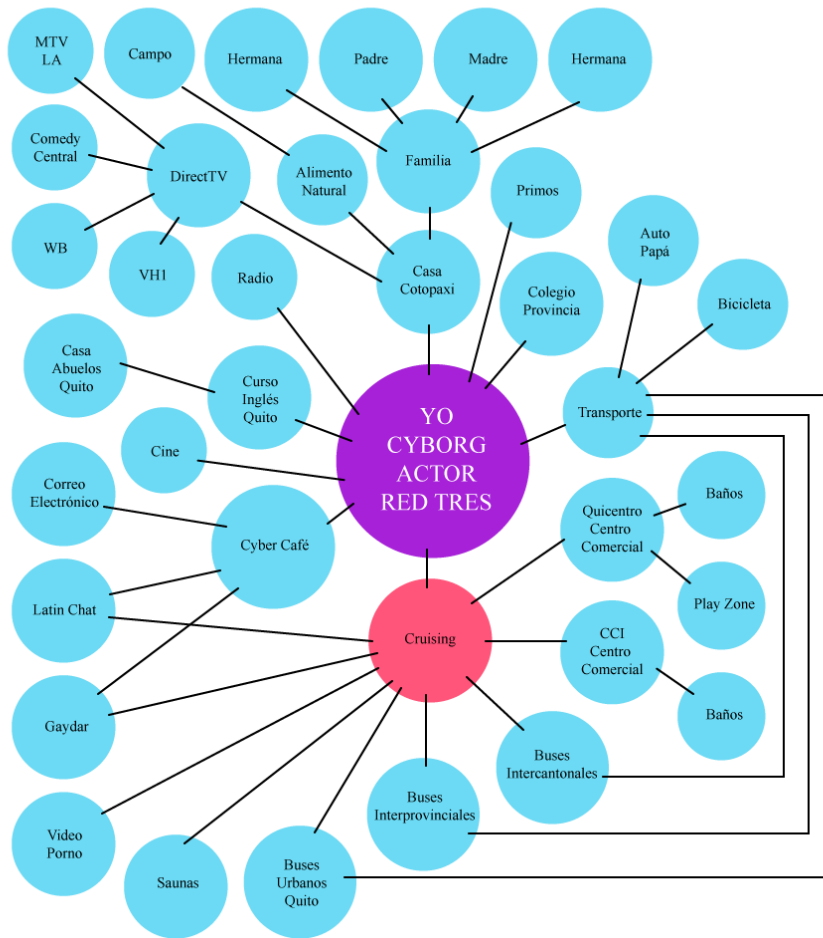 MTV
LA
Campo
Hermana
Padre
Madre
Hermana
Comedy
Central
DirectTV
Alimento
Natural
Familia
Primos
WB
VH1
Radio
Casa
Cotopaxi
Colegio
Provincia
Auto
Papá
Bicicleta
Casa
Abuelos
Quito
Curso
Inglés
Quito
YO
CYBORG
ACTOR
RED TRES
Transporte
Cine
Correo
Electrónico
Cyber Café
Quicentro
Centro
Comercial
Baños
Play Zone
Latin Chat
Cruising
CCI
Centro
Comercial
Baños
Gaydar
Buses
Intercantonales
Buses
Interprovinciales
Video
Porno
Saunas
Buses
Urbanos
Quito